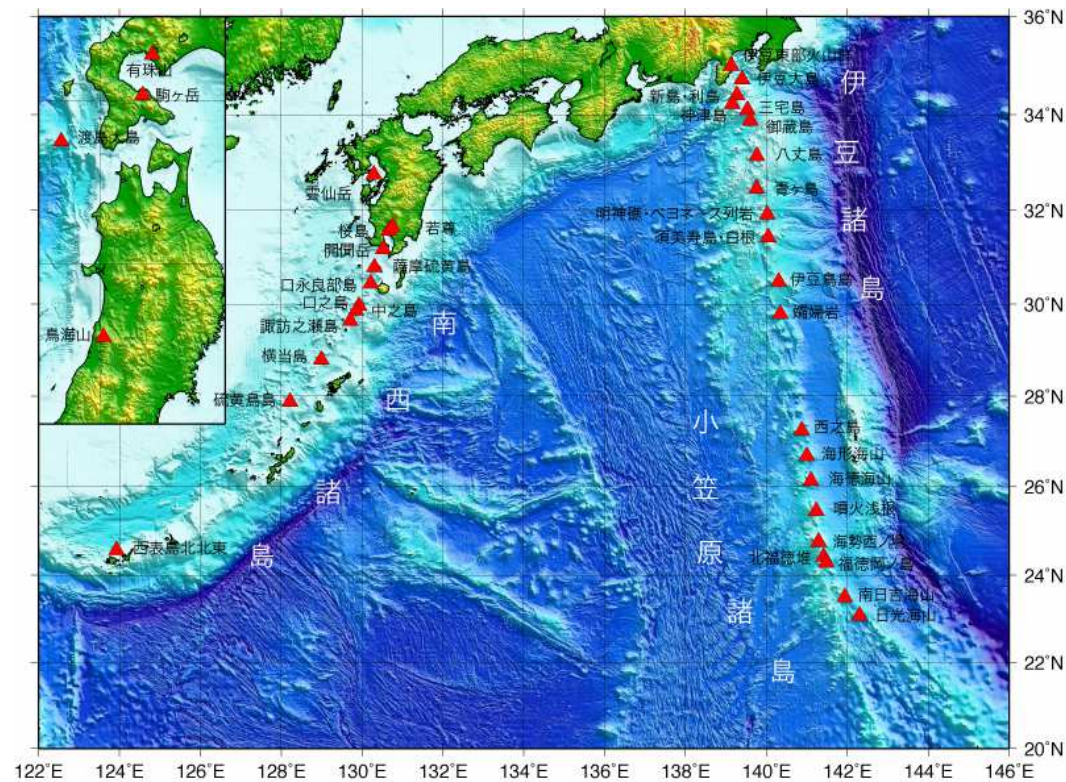 有珠山
駒ヶ岳
渡島大島
鳥海山
雲仙岳
桜島
若尊
開聞岳
薩摩硫黄島
口永良部島
口之島
中之島
諏訪之瀬島
横当島
硫黄鳥島
西表島北北東
伊豆東部火山群
伊豆大島
新島・利島
神津島
三宅島
御蔵島
八丈島
青ヶ島
明神礁・ベヨネース列岩
須美寿島・白根
伊豆鳥島
孀婦岩
西之島
海形海山
海徳海山
噴火浅根
海勢西ノ場
北福徳堆
福徳岡ノ島
南日吉海山
日光海山
伊豆諸島
南西諸島
小笠原諸島
36°N
34°N
32°N
30°N
28°N
26°N
24°N
22°N
20°N
122°E 124°E 126°E 128°E 130°E 132°E 134°E 136°E 138°E 140°E 142°E 144°E 146°E